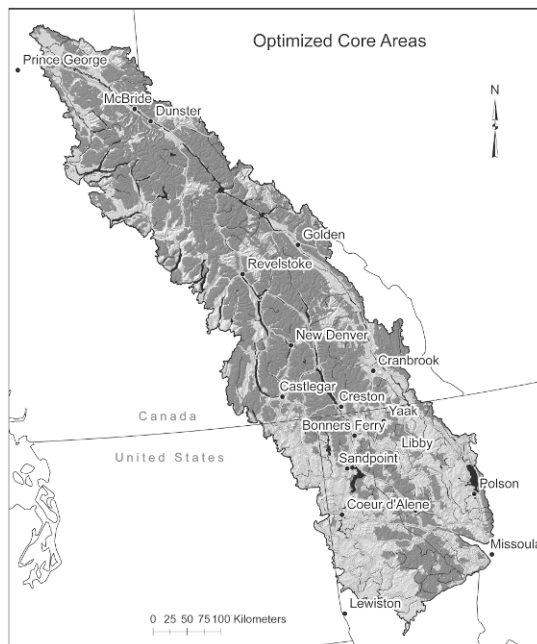 Optimized Core Areas
Prince George
N
McBride
Dunster
Golden
Revelstoke
New Denver
Cranbrook
Castlegar
Creston
Canada
Yaak
Bonners Ferry
Libby
United States
Sandpoint
Polson
Coeur d'Alene
Missoula
Lewiston
0 25 50 75 100 Kilometers